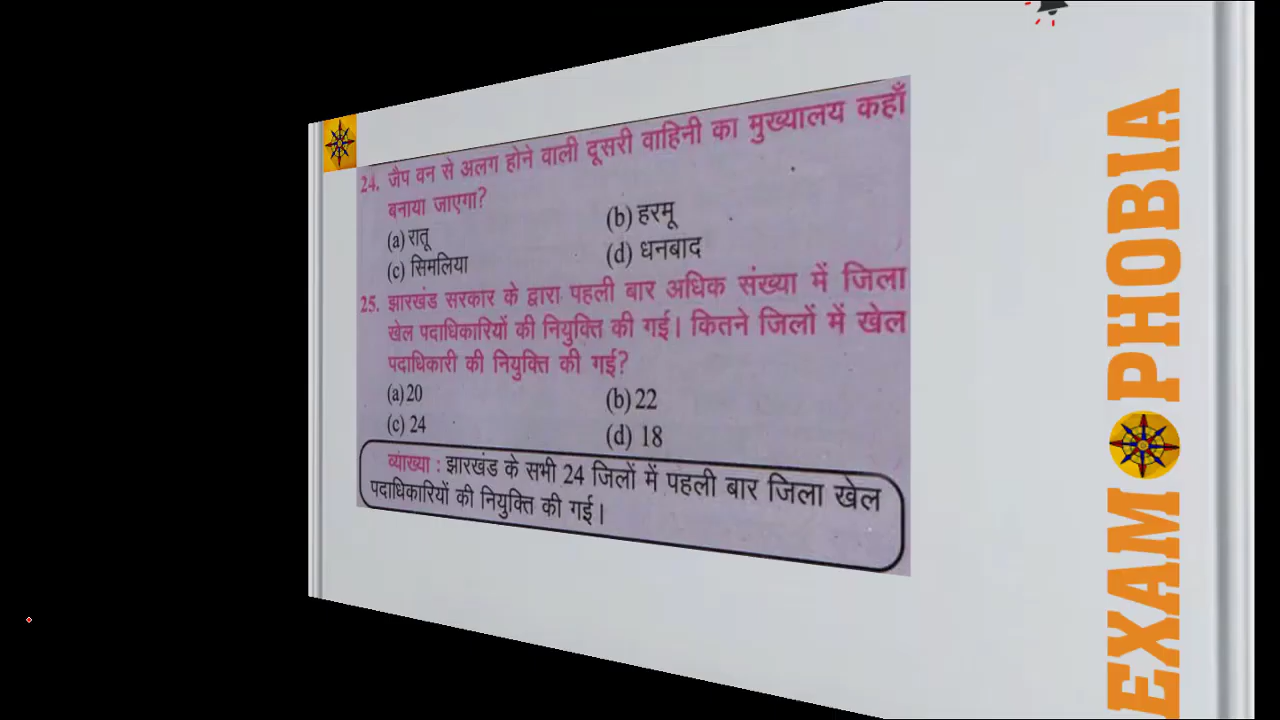 24. जैप वन से अलग होने वाली दूसरी वाहिनी का मुख्यालय कहाँ
बनाया जाएगा?
(a) रातू (b) हरमू
(c) सिमलिया (d) धनबाद
25. झारखंड सरकार के द्वारा पहली बार अधिक संख्या में जिला
खेल पदाधिकारियों की नियुक्ति की गई। कितने जिलों में खेल
पदाधिकारी की नियुक्ति की गई?
(a) 20 (b) 22
(c) 24 (d) 18
व्याख्या : झारखंड के सभी 24 जिलों में पहली बार जिला खेल
पदाधिकारियों की नियुक्ति की गई।
EXAM PHOBIA